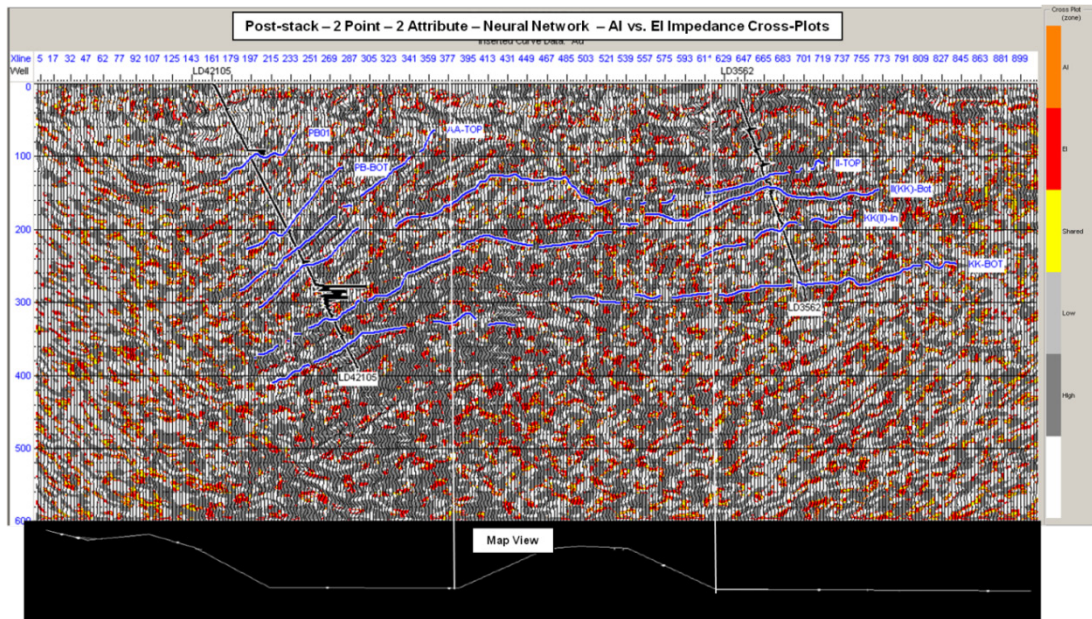 Cross Plot
(zone)
Post-stack – 2 Point – 2 Attribute – Neural Network – AI vs. EI Impedance Cross-Plots
Inserted Curve Data: Au
Xline 5 17 32 47 62 77 92 107 125 143 161 179 197 215 233 251 269 287 305 323 341 359 377 395 413 431 449 467 485 503 521 539 557 575 593 61* 629 647 665 683 701 719 737 755 773 791 809 827 845 863 881 899
Well LD42105 LD3562
0
AI
PB01
AA-TOP
100
EI
PB-BOT
II-TOP
II(KK)-Bot
KK(II)-In
200
Shared
KK-BOT
300
LD3562
Low
LD42105
400
High
500
600
Map View